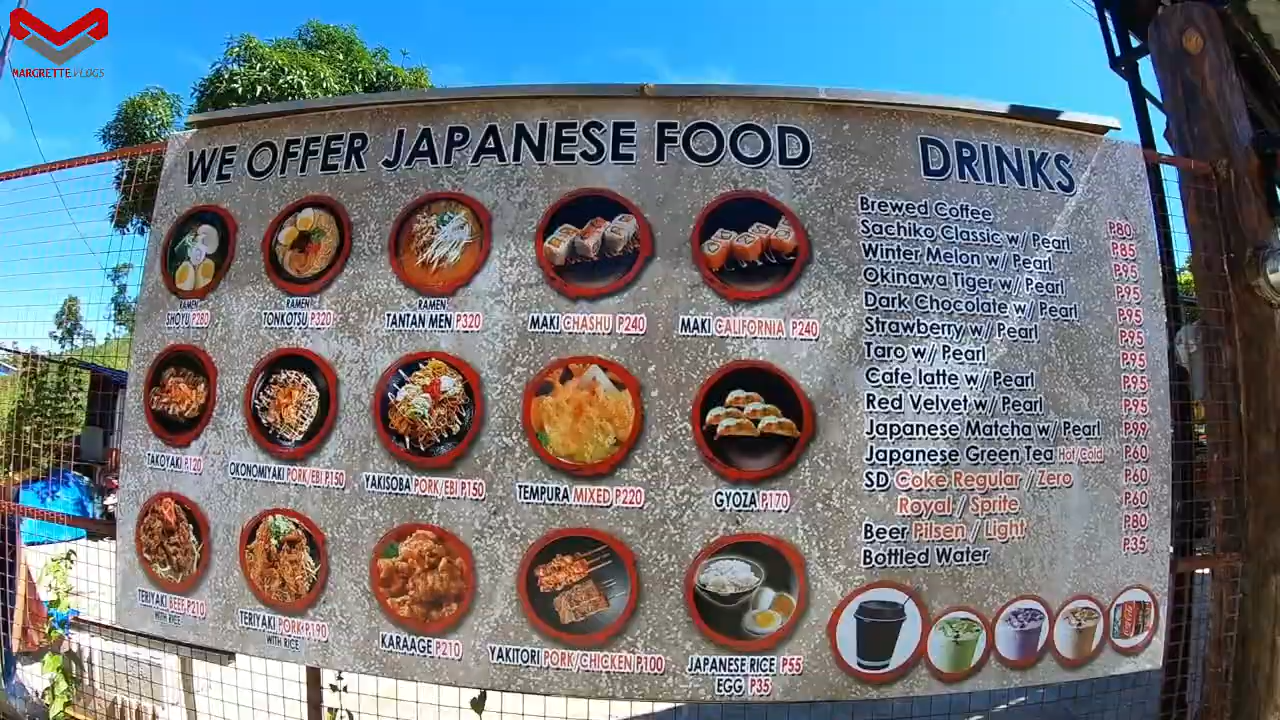 MARGRETTE VLOGS
WE OFFER JAPANESE FOOD
RAMEN:
SHOYU P280
RAMEN:
TONKOTSU P320
RAMEN:
TANTAN MEN P320
MAKI CHASHU P240
MAKI CALIFORNIA P240
TAKOYAKI P120
OKONOMIYAKI PORK/EBI P150
YAKISOBA PORK/EBI P150
TEMPURA MIXED P220
GYOZA P170
TERIYAKI BEEF P210
WITH RICE
TERIYAKI PORK P190
WITH RICE
KARAAGE P210
YAKITORI PORK/CHICKEN P100
JAPANESE RICE P55
EGG P35
DRINKS
Brewed Coffee P80
Sachiko Classic w/ Pearl P85
Winter Melon w/ Pearl P95
Okinawa Tiger w/ Pearl P95
Dark Chocolate w/ Pearl P95
Strawberry w/ Pearl P95
Taro w/ Pearl P95
Cafe latte w/ Pearl P95
Red Velvet w/ Pearl P95
Japanese Matcha w/ Pearl P99
Japanese Green Tea Hot/Cold P60
SD Coke Regular / Zero P60
Royal / Sprite P60
Beer Pilsen / Light P80
Bottled Water P35